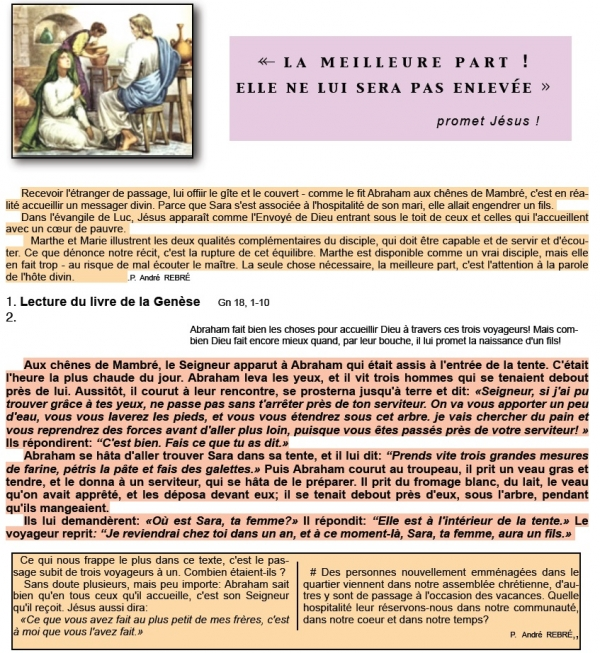 « LA MEILLEURE PART !
ELLE NE LUI SERA PAS ENLEVÉE »
promet Jésus !
Recevoir l'étranger de passage, lui offiir le gîte et le couvert - comme le fit Abraham aux chênes de Mambré, c'est en réa-
lité accueillir un messager divin. Parce que Sara s'est associée à l'hospitalité de son mari, elle allait engendrer un fils.
Dans l'évangile de Luc, Jésus apparaît comme l'Envoyé de Dieu entrant sous le toit de ceux et celles qui l'accueillent
avec un cœur de pauvre.
Marthe et Marie illustrent les deux qualités complémentaires du disciple, qui doit être capable et de servir et d'écou-
ter. Ce que dénonce notre récit, c'est la rupture de cet équilibre. Marthe est disponible comme un vrai disciple, mais elle
en fait trop - au risque de mal écouter le maître. La seule chose nécessaire, la meilleure part, c'est l'attention à la parole
de l'hôte divin. .P. André REBRÉ
1. Lecture du livre de la Genèse Gn 18, 1-10
2.
Abraham fait bien les choses pour accueillir Dieu à travers ces trois voyageurs! Mais com-
bien Dieu fait encore mieux quand, par leur bouche, il lui promet la naissance d'un fils!
Aux chênes de Mambré, le Seigneur apparut à Abraham qui était assis à l'entrée de la tente. C'était
l'heure la plus chaude du jour. Abraham leva les yeux, et il vit trois hommes qui se tenaient debout
près de lui. Aussitôt, il courut à leur rencontre, se prosterna jusqu'à terre et dit: «Seigneur, si j'ai pu
trouver grâce à tes yeux, ne passe pas sans t'arrêter près de ton serviteur. On va vous apporter un peu
d'eau, vous vous laverez les pieds, et vous vous étendrez sous cet arbre. je vais chercher du pain et
vous reprendrez des forces avant d'aller plus loin, puisque vous êtes passés près de votre serviteur! »
Ils répondirent: “C'est bien. Fais ce que tu as dit.»
Abraham se hâta d'aller trouver Sara dans sa tente, et il lui dit: “Prends vite trois grandes mesures
de farine, pétris la pâte et fais des galettes.» Puis Abraham courut au troupeau, il prit un veau gras et
tendre, et le donna à un serviteur, qui se hâta de le préparer. Il prit du fromage blanc, du lait, le veau
qu'on avait apprêté, et les déposa devant eux; il se tenait debout près d'eux, sous l'arbre, pendant
qu'ils mangeaient.
Ils lui demandèrent: «Où est Sara, ta femme?» Il répondit: “Elle est à l'intérieur de la tente.» Le
voyageur reprit: “Je reviendrai chez toi dans un an, et à ce moment-là, Sara, ta femme, aura un fils.»
Ce qui nous frappe le plus dans ce texte, c'est le pas-
sage subit de trois voyageurs à un. Combien étaient-ils ?
Sans doute plusieurs, mais peu importe: Abraham sait
bien qu'en tous ceux qu'il accueille, c'est son Seigneur
qu'il reçoit. Jésus aussi dira:
«Ce que vous avez fait au plus petit de mes frères, c'est
à moi que vous l'avez fait.»
# Des personnes nouvellement emménagées dans le
quartier viennent dans notre assemblée chrétienne, d'au-
tres y sont de passage à l'occasion des vacances. Quelle
hospitalité leur réservons-nous dans notre communauté,
dans notre coeur et dans notre temps?
P. André REBRÉ,,